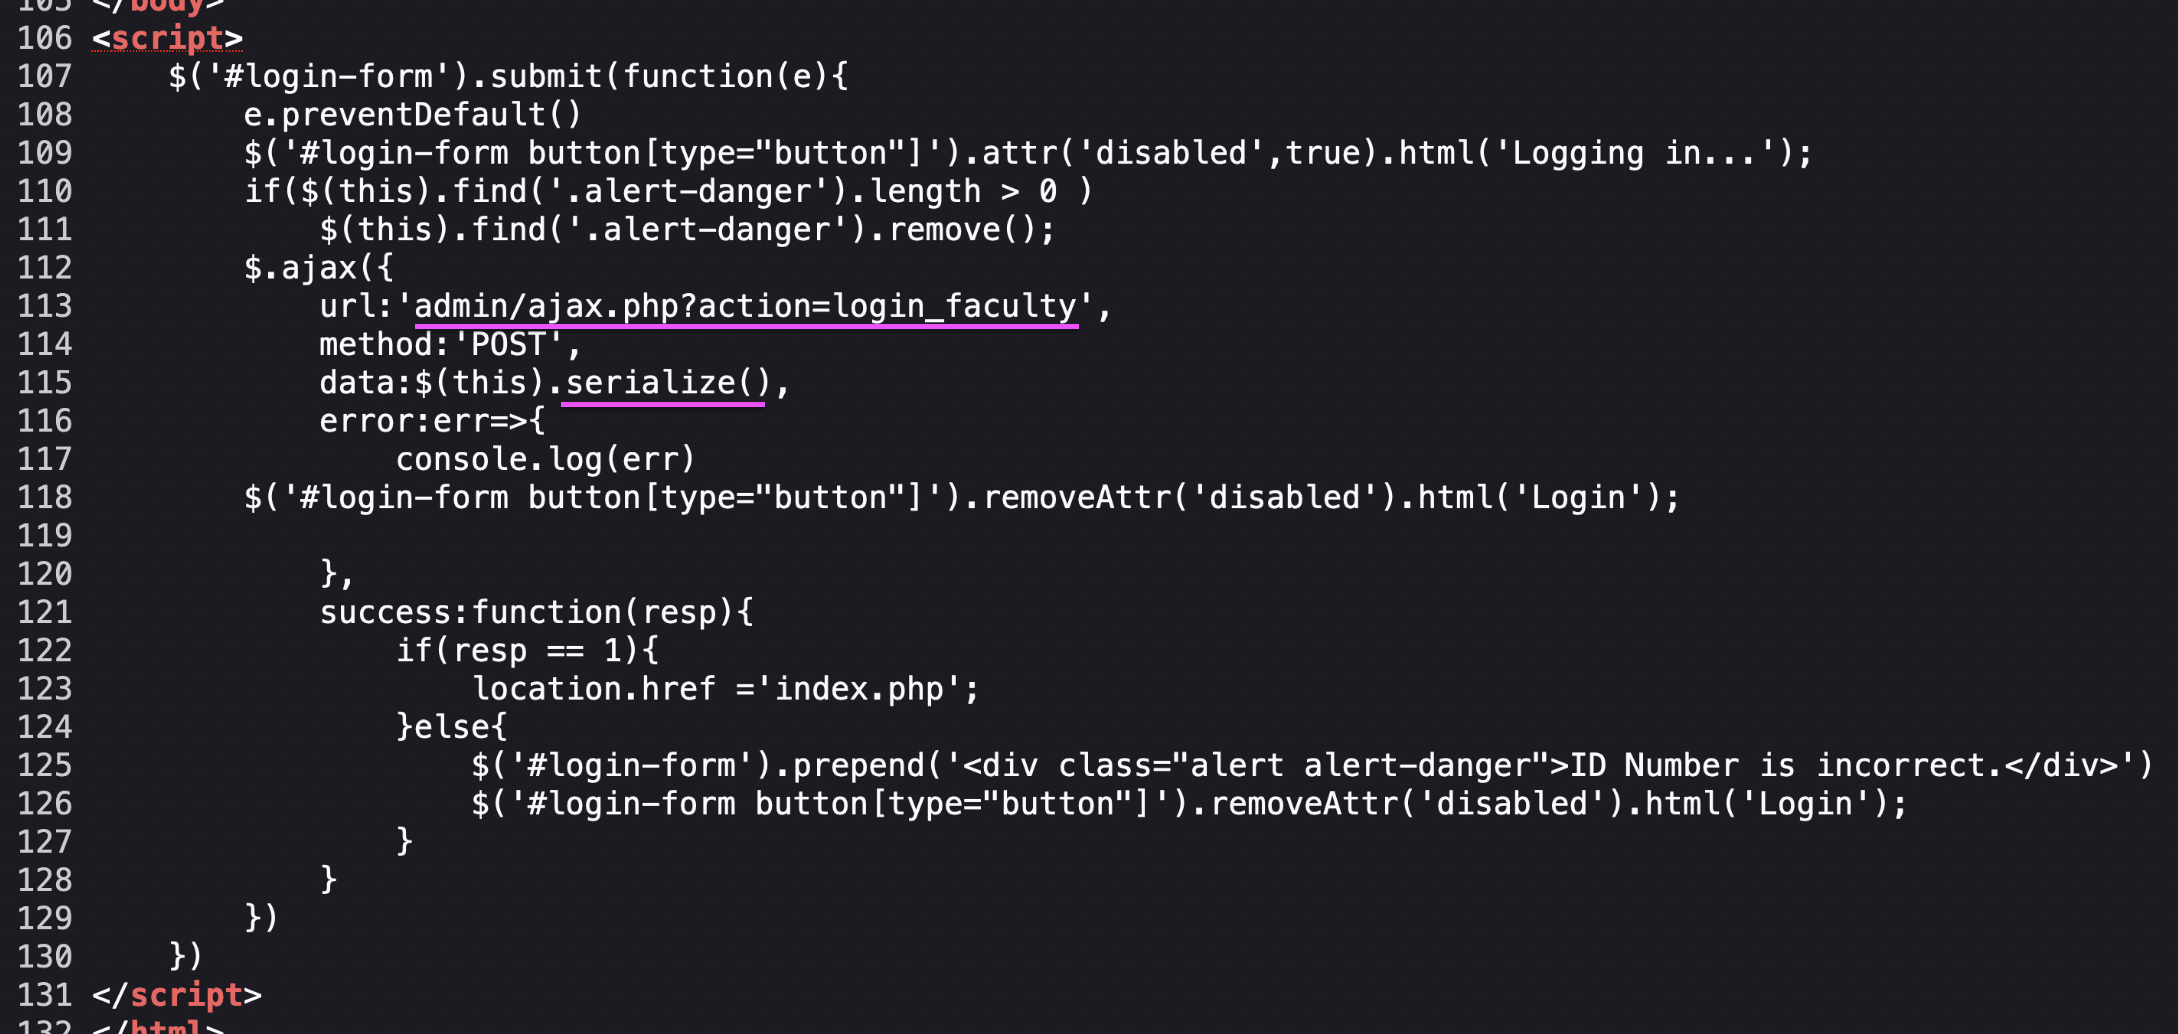 105 </body>
106 <script>
107     $('#login-form').submit(function(e){
108         e.preventDefault()
109         $('#login-form button[type="button"]').attr('disabled',true).html('Logging in...');
110         if($(this).find('.alert-danger').length > 0 )
111             $(this).find('.alert-danger').remove();
112         $.ajax({
113             url:'admin/ajax.php?action=login_faculty',
114             method:'POST',
115             data:$(this).serialize(),
116             error:err=>{
117                 console.log(err)
118         $('#login-form button[type="button"]').removeAttr('disabled').html('Login');
119
120             },
121             success:function(resp){
122                 if(resp == 1){
123                     location.href ='index.php';
124                 }else{
125                     $('#login-form').prepend('<div class="alert alert-danger">ID Number is incorrect.</div>')
126                     $('#login-form button[type="button"]').removeAttr('disabled').html('Login');
127                 }
128             }
129         })
130     })
131 </script>
132 </html>